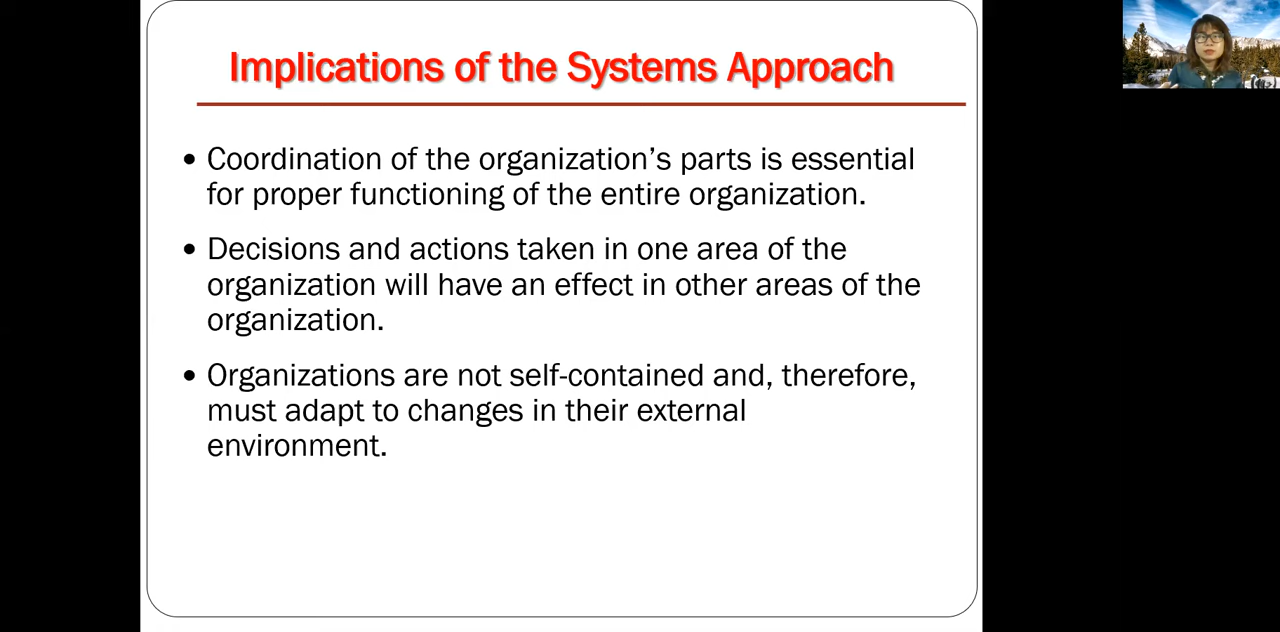 Implications of the Systems Approach
• Coordination of the organization’s parts is essential
for proper functioning of the entire organization.
• Decisions and actions taken in one area of the
organization will have an effect in other areas of the
organization.
• Organizations are not self-contained and, therefore,
must adapt to changes in their external
environment.